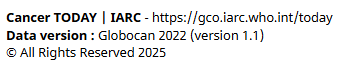 Cancer TODAY | IARC - https://gco.iarc.who.int/today
Data version : Globocan 2022 (version 1.1)
© All Rights Reserved 2025